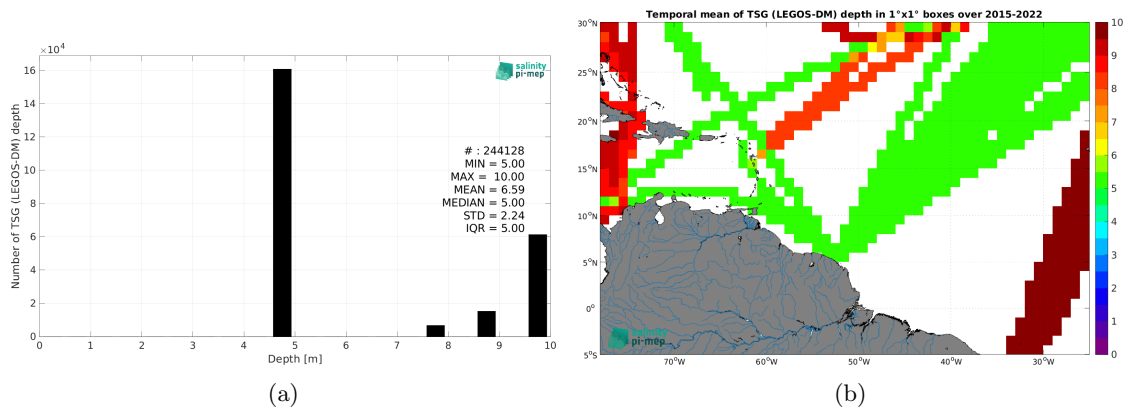 ×10⁴
16
14
12
10
8
6
4
2
0
Number of TSG (LEGOS-DM) depth
salinity
pi-mep
# : 244128
MIN = 5.00
MAX = 10.00
MEAN = 6.59
MEDIAN = 5.00
STD = 2.24
IQR = 5.00
0 1 2 3 4 5 6 7 8 9 10
Depth [m]
(a)
Temporal mean of TSG (LEGOS-DM) depth in 1°x1° boxes over 2015-2022
30°N
25°N
20°N
15°N
10°N
5°N
0°
5°S
salinity
pi-mep
70°W 60°W 50°W 40°W 30°W
10
9
8
7
6
5
4
3
2
1
0
(b)